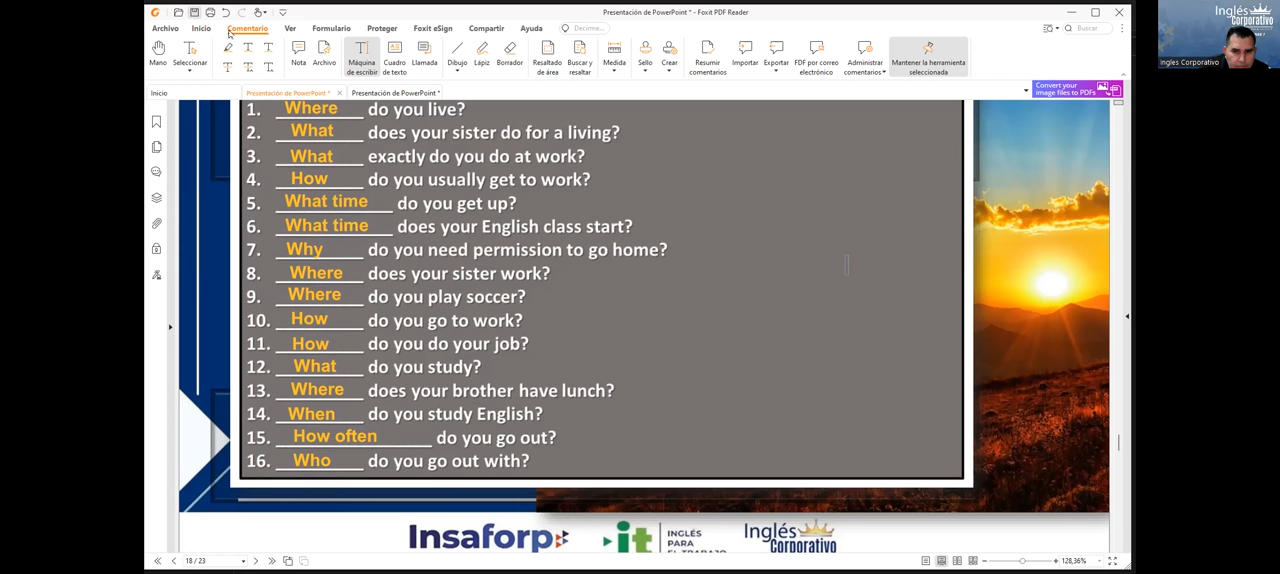 Presentación de PowerPoint * - Foxit PDF Reader
Archivo Inicio Comentario Ver Formulario Proteger Foxit eSign Compartir Ayuda Decirme... Buscar
Mano Seleccionar Nota Archivo Máquina de escribir Cuadro de texto Llamada Dibujo Lápiz Borrador Resaltado de área Buscar y resaltar Medida Sello Crear Resumir comentarios Importar Exportar FDF por correo electrónico Administrar comentarios Mantener la herramienta seleccionada
Inicio Presentación de PowerPoint * Presentación de PowerPoint *
Convert your image files to PDFs
Inglés Corporativo
Ingles Corporativo
1. Where do you live?
2. What does your sister do for a living?
3. What exactly do you do at work?
4. How do you usually get to work?
5. What time do you get up?
6. What time does your English class start?
7. Why do you need permission to go home?
8. Where does your sister work?
9. Where do you play soccer?
10. How do you go to work?
11. How do you do your job?
12. What do you study?
13. Where does your brother have lunch?
14. When do you study English?
15. How often do you go out?
16. Who do you go out with?
Insaforp it INGLÉS PARA EL TRABAJO Inglés Corporativo
18 / 23
128,36%